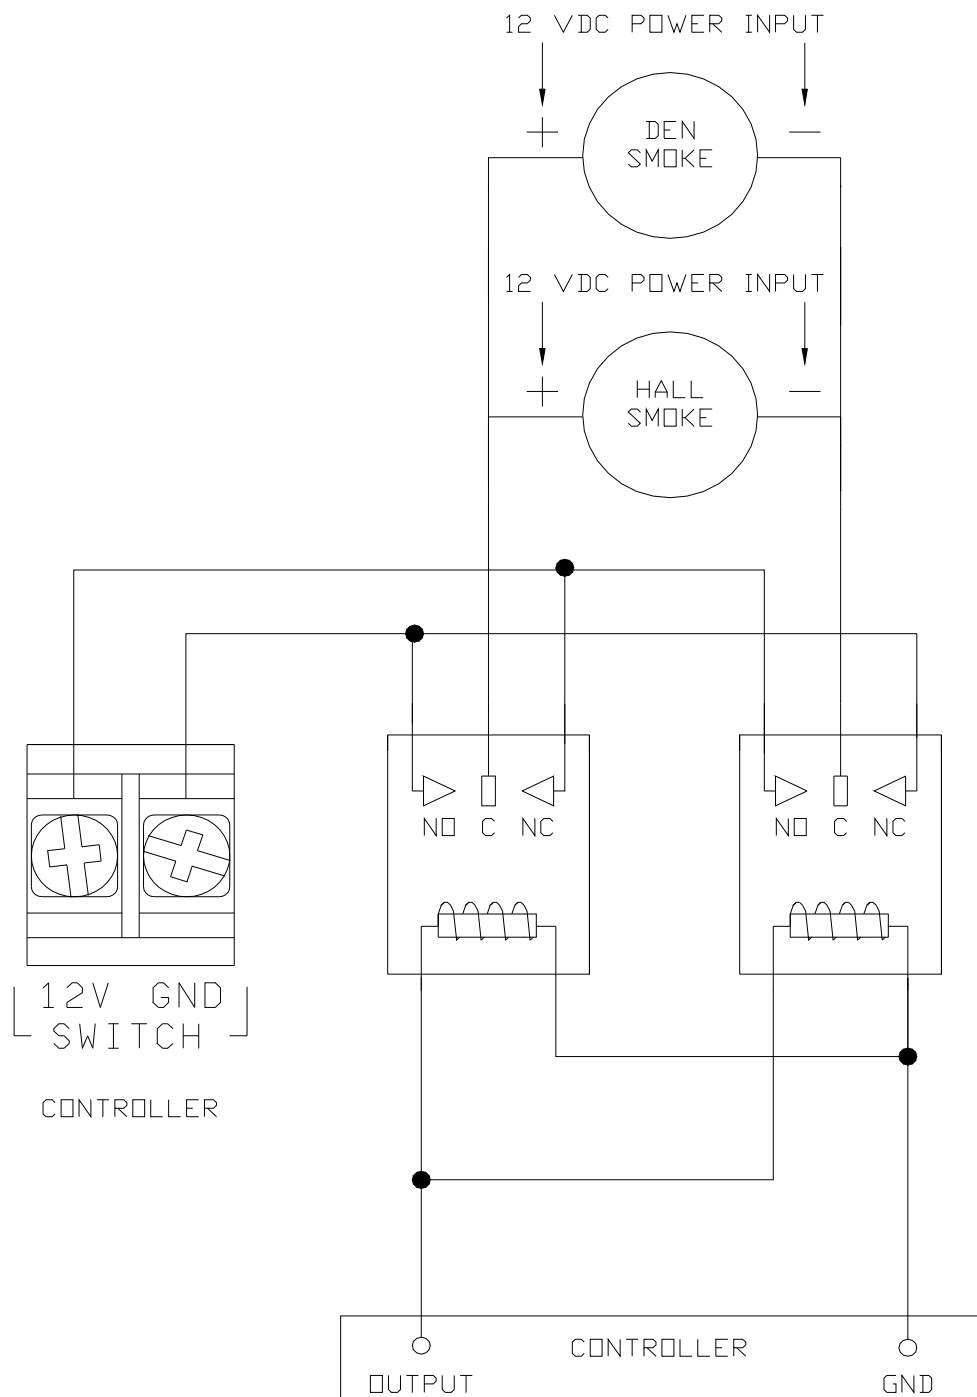 12 VDC POWER INPUT
+ —
DEN
SMOKE
12 VDC POWER INPUT
+ —
HALL
SMOKE
NO C NC
NO C NC
12V GND
SWITCH
CONTROLLER
CONTROLLER
OUTPUT
GND